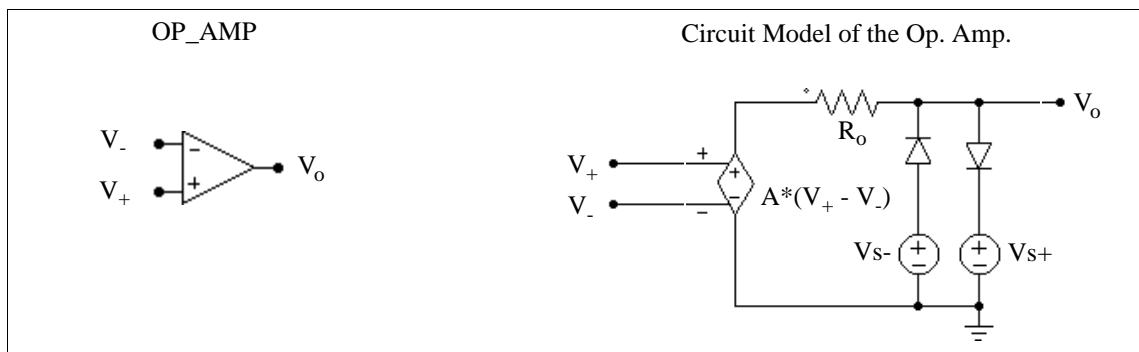 OP_AMP
V-
V+
Vo
-
+
Circuit Model of the Op. Amp.
Ro
Vo
V+
V-
+
-
+
-
A*(V+ - V-)
Vs-
+
-
Vs+
+
-